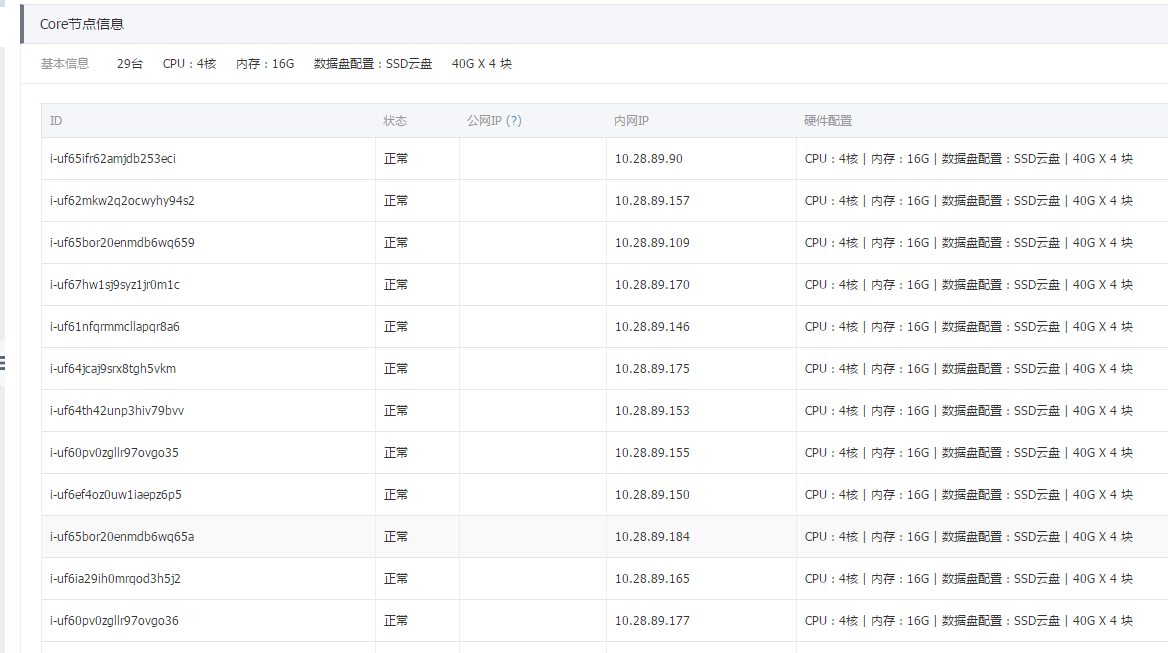 Core节点信息
基本信息 29台 CPU：4核 内存：16G 数据盘配置：SSD云盘 40G X 4 块
ID 状态 公网IP (?) 内网IP 硬件配置
i-uf65ifr62amjdb253eci 正常 10.28.89.90 CPU：4核 | 内存：16G | 数据盘配置：SSD云盘 | 40G X 4 块
i-uf62mkw2q2ocwyhy94s2 正常 10.28.89.157 CPU：4核 | 内存：16G | 数据盘配置：SSD云盘 | 40G X 4 块
i-uf65bor20enmdb6wq659 正常 10.28.89.109 CPU：4核 | 内存：16G | 数据盘配置：SSD云盘 | 40G X 4 块
i-uf67hw1sj9syz1jr0m1c 正常 10.28.89.170 CPU：4核 | 内存：16G | 数据盘配置：SSD云盘 | 40G X 4 块
i-uf61nfqrmmcllapqr8a6 正常 10.28.89.146 CPU：4核 | 内存：16G | 数据盘配置：SSD云盘 | 40G X 4 块
i-uf64jcaj9srx8tgh5vkm 正常 10.28.89.175 CPU：4核 | 内存：16G | 数据盘配置：SSD云盘 | 40G X 4 块
i-uf64th42unp3hiv79bvv 正常 10.28.89.153 CPU：4核 | 内存：16G | 数据盘配置：SSD云盘 | 40G X 4 块
i-uf60pv0zgllr97ovgo35 正常 10.28.89.155 CPU：4核 | 内存：16G | 数据盘配置：SSD云盘 | 40G X 4 块
i-uf6ef4oz0uw1iaepz6p5 正常 10.28.89.150 CPU：4核 | 内存：16G | 数据盘配置：SSD云盘 | 40G X 4 块
i-uf65bor20enmdb6wq65a 正常 10.28.89.184 CPU：4核 | 内存：16G | 数据盘配置：SSD云盘 | 40G X 4 块
i-uf6ia29ih0mrqod3h5j2 正常 10.28.89.165 CPU：4核 | 内存：16G | 数据盘配置：SSD云盘 | 40G X 4 块
i-uf60pv0zgllr97ovgo36 正常 10.28.89.177 CPU：4核 | 内存：16G | 数据盘配置：SSD云盘 | 40G X 4 块